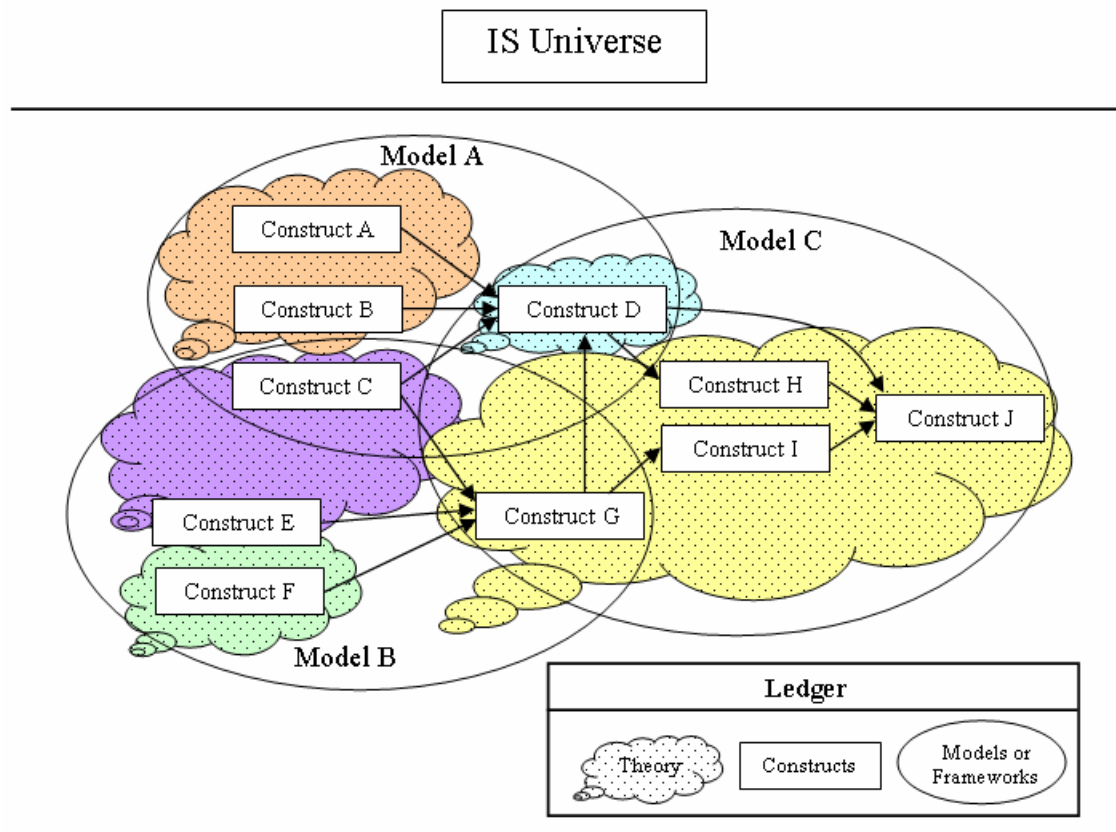 IS Universe
Model A
Construct A
Model C
Construct B
Construct D
Construct C
Construct H
Construct J
Construct I
Construct E
Construct G
Construct F
Model B
Ledger
Theory
Constructs
Models or
Frameworks